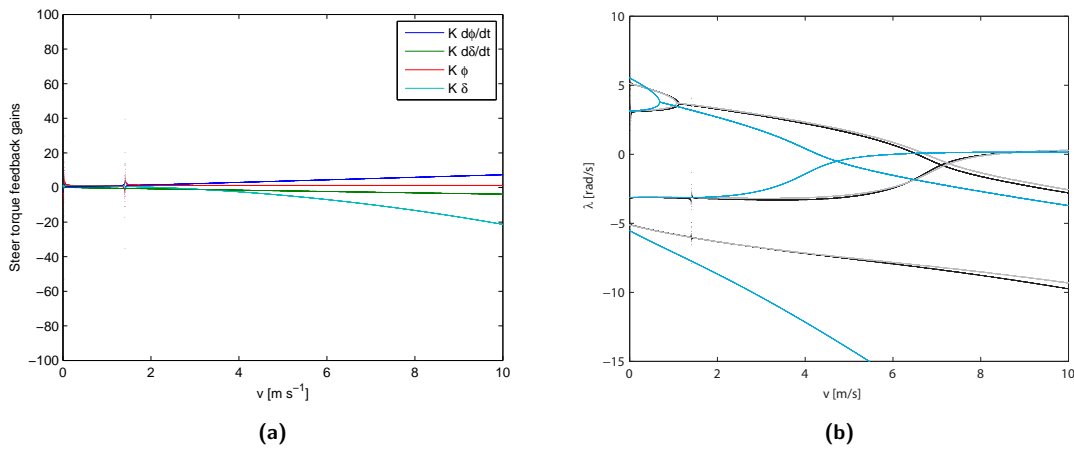 100
80
60
40
20
0
−20
−40
−60
−80
−100
Steer torque feedback gains
K dϕ/dt
K dδ/dt
K ϕ
K δ
0
2
4
6
8
10
v [m s⁻¹]
(a)
10
5
0
−5
−10
−15
λ [rad/s]
0
2
4
6
8
10
v [m/s]
(b)